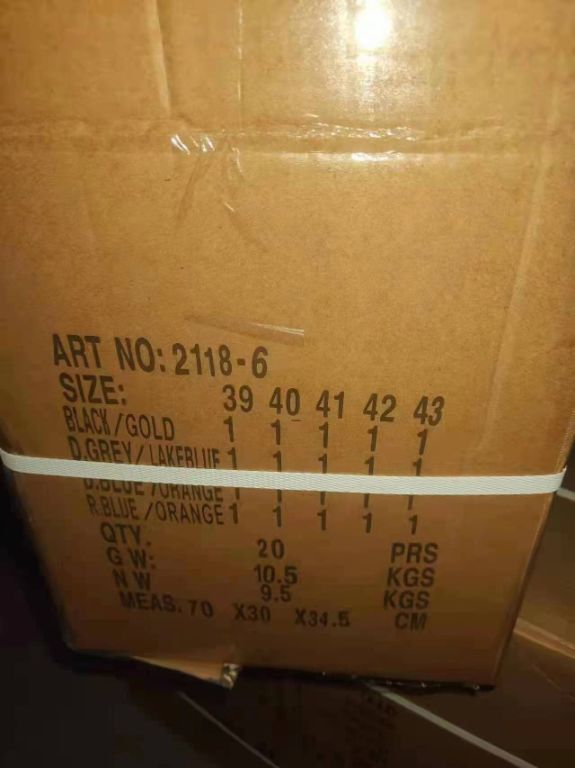 ART NO: 2118-6
SIZE: 39 40 41 42 43
BLACK/GOLD 1 1 1 1 1
D.GREY/LAKEBLUE 1 1 1 1 1
D.BLUE/ORANGE 1 1 1 1 1
R.BLUE/ORANGE 1 1 1 1 1
QTY. 20 PRS
G W: 10.5 KGS
N W 9.5 KGS
MEAS. 70 X30 X34.5 CM